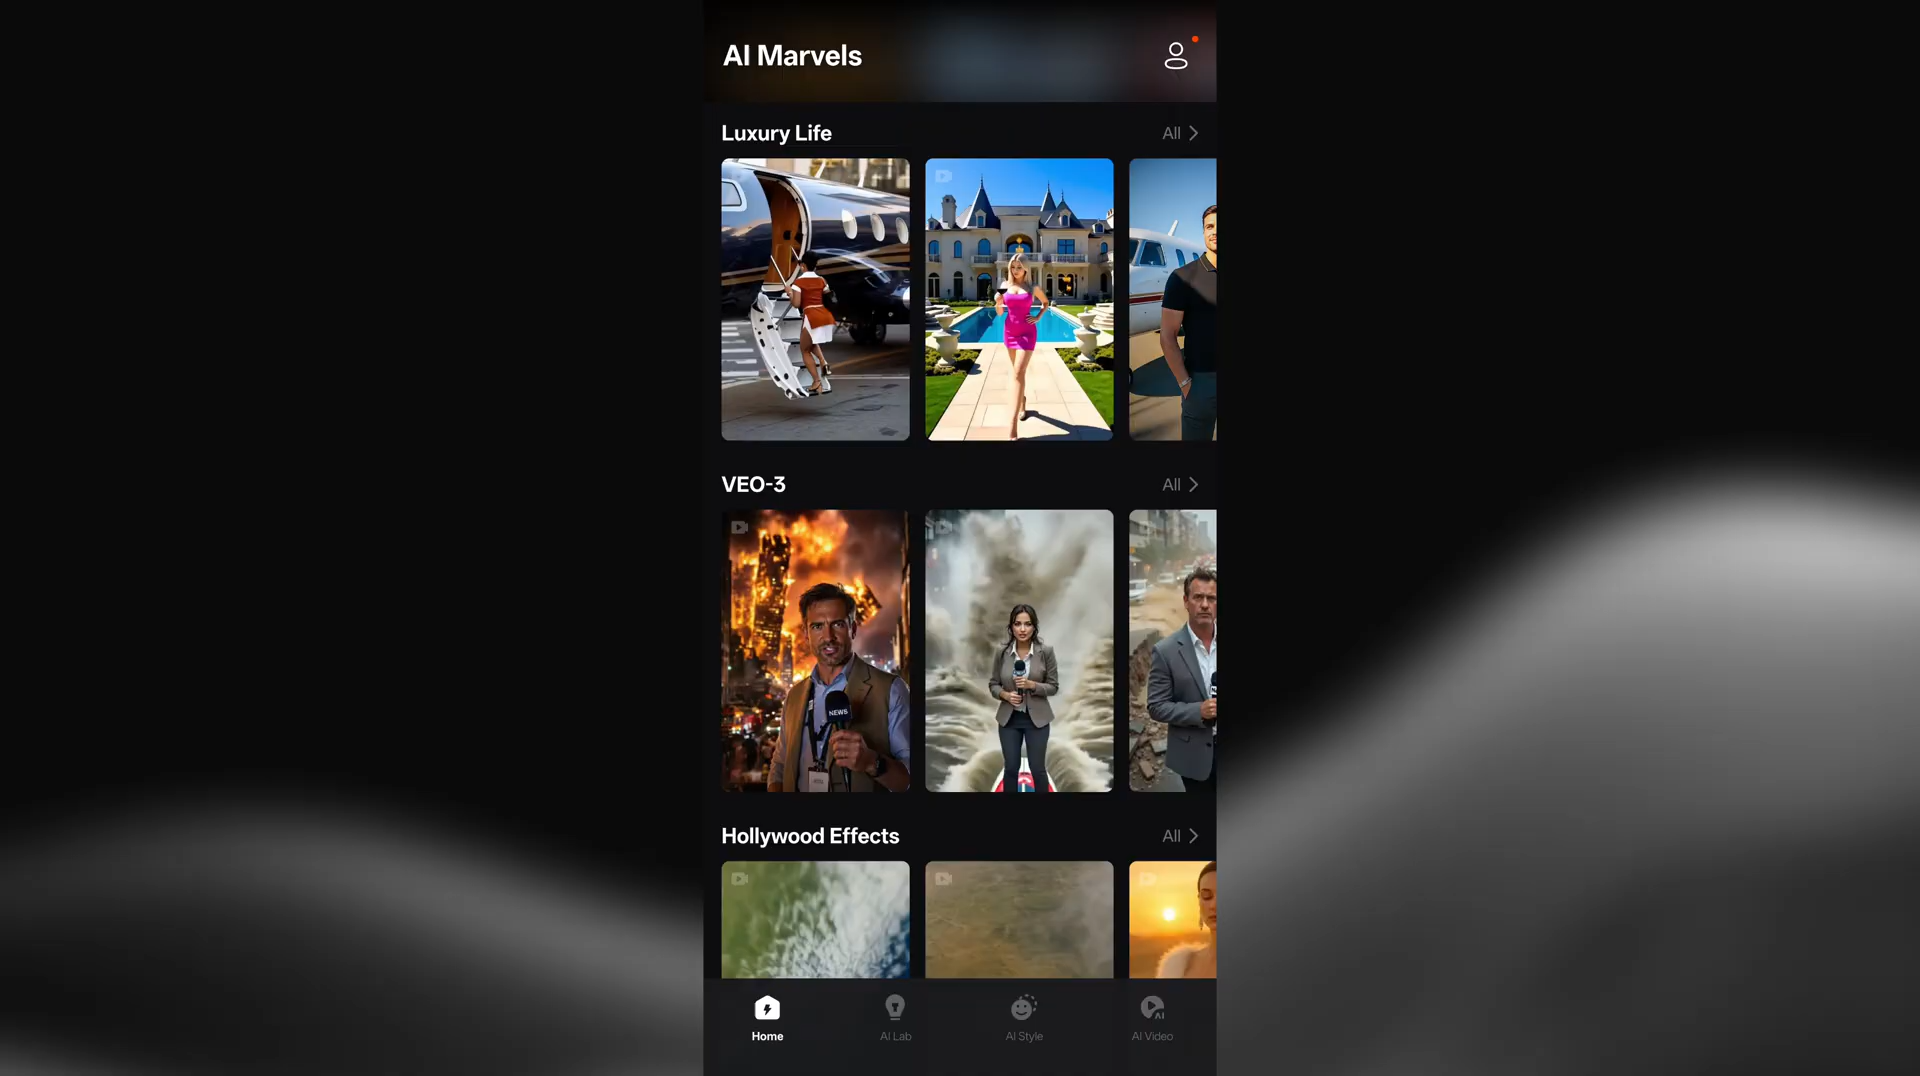 AI Marvels
Luxury Life
All
VEO-3
All
NEWS
Hollywood Effects
All
Home
AI Lab
AI Style
AI Video